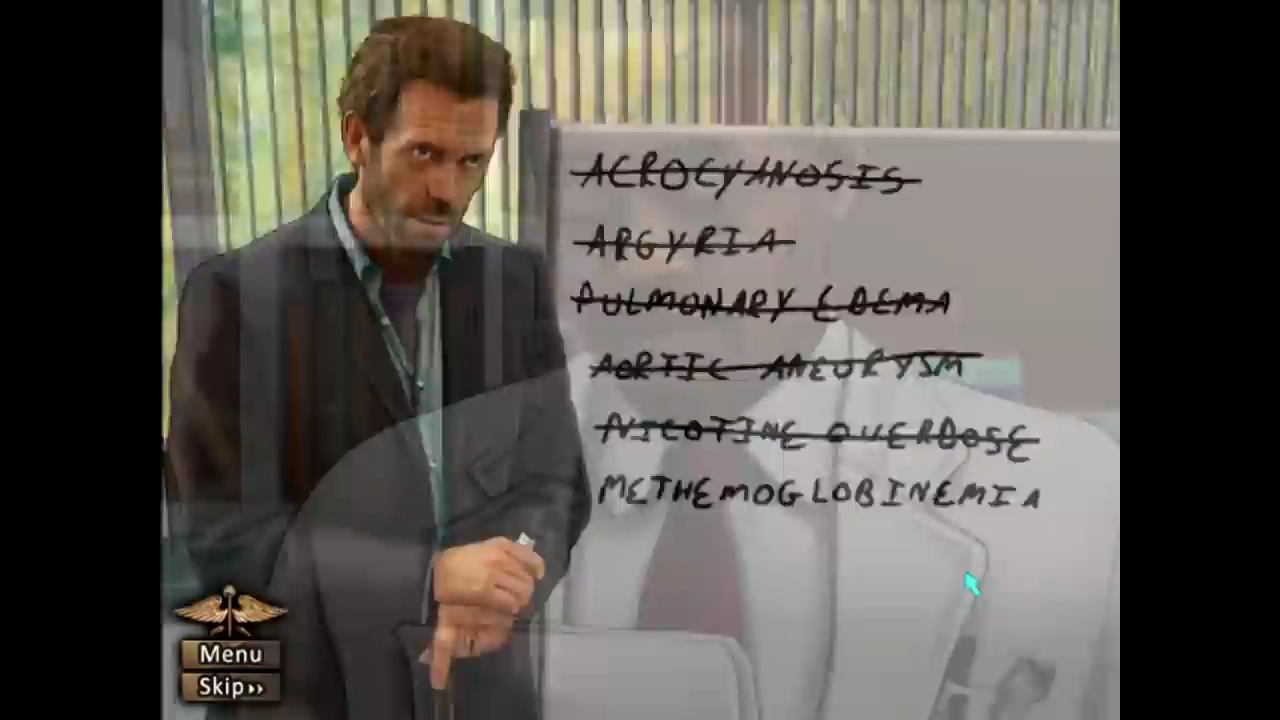 ACROCYANOSIS
ARGYRIA
PULMONARY EDEMA
AORTIC ANEURYSM
NICOTINE OVERDOSE
METHEMOGLOBINEMIA
Menu
Skip››